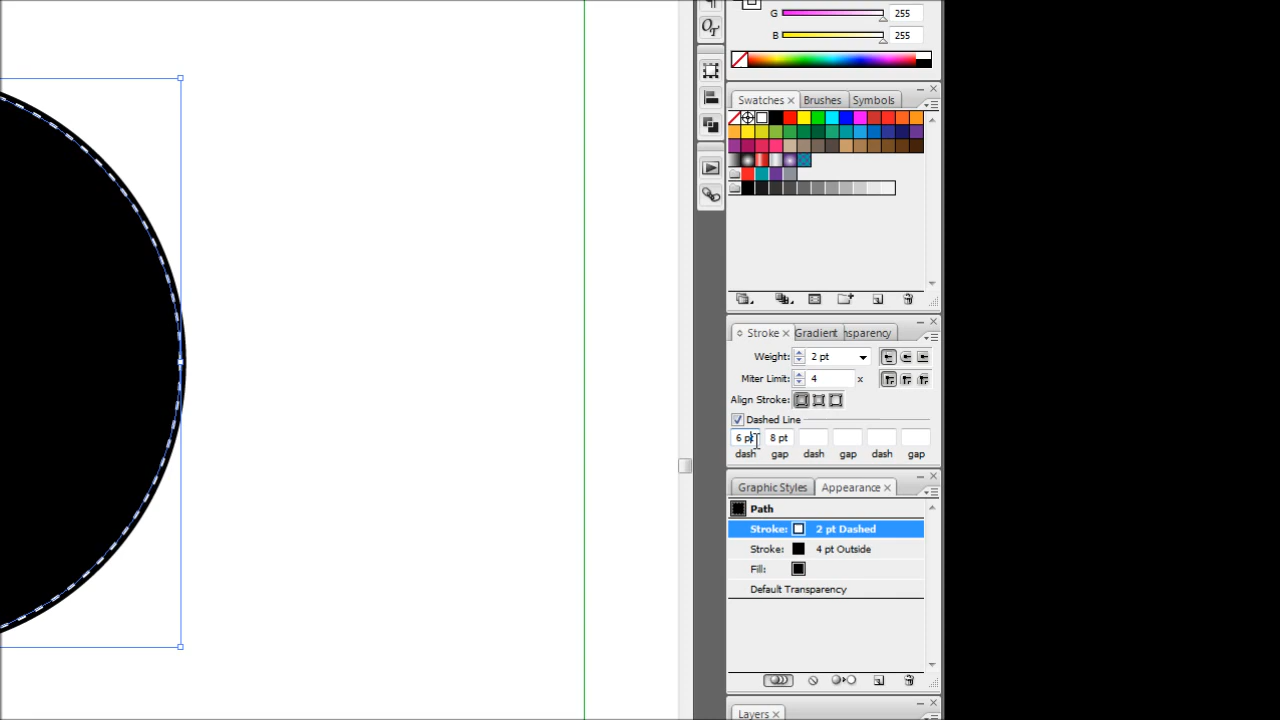 G 255
B 255
Swatches × Brushes Symbols
Stroke × Gradient nsparency
Weight: 2 pt
Miter Limit: 4 x
Align Stroke:
Dashed Line
6 pt 8 pt
dash gap dash gap dash gap
Graphic Styles Appearance ×
Path
Stroke: 2 pt Dashed
Stroke: 4 pt Outside
Fill:
Default Transparency
Layers ×